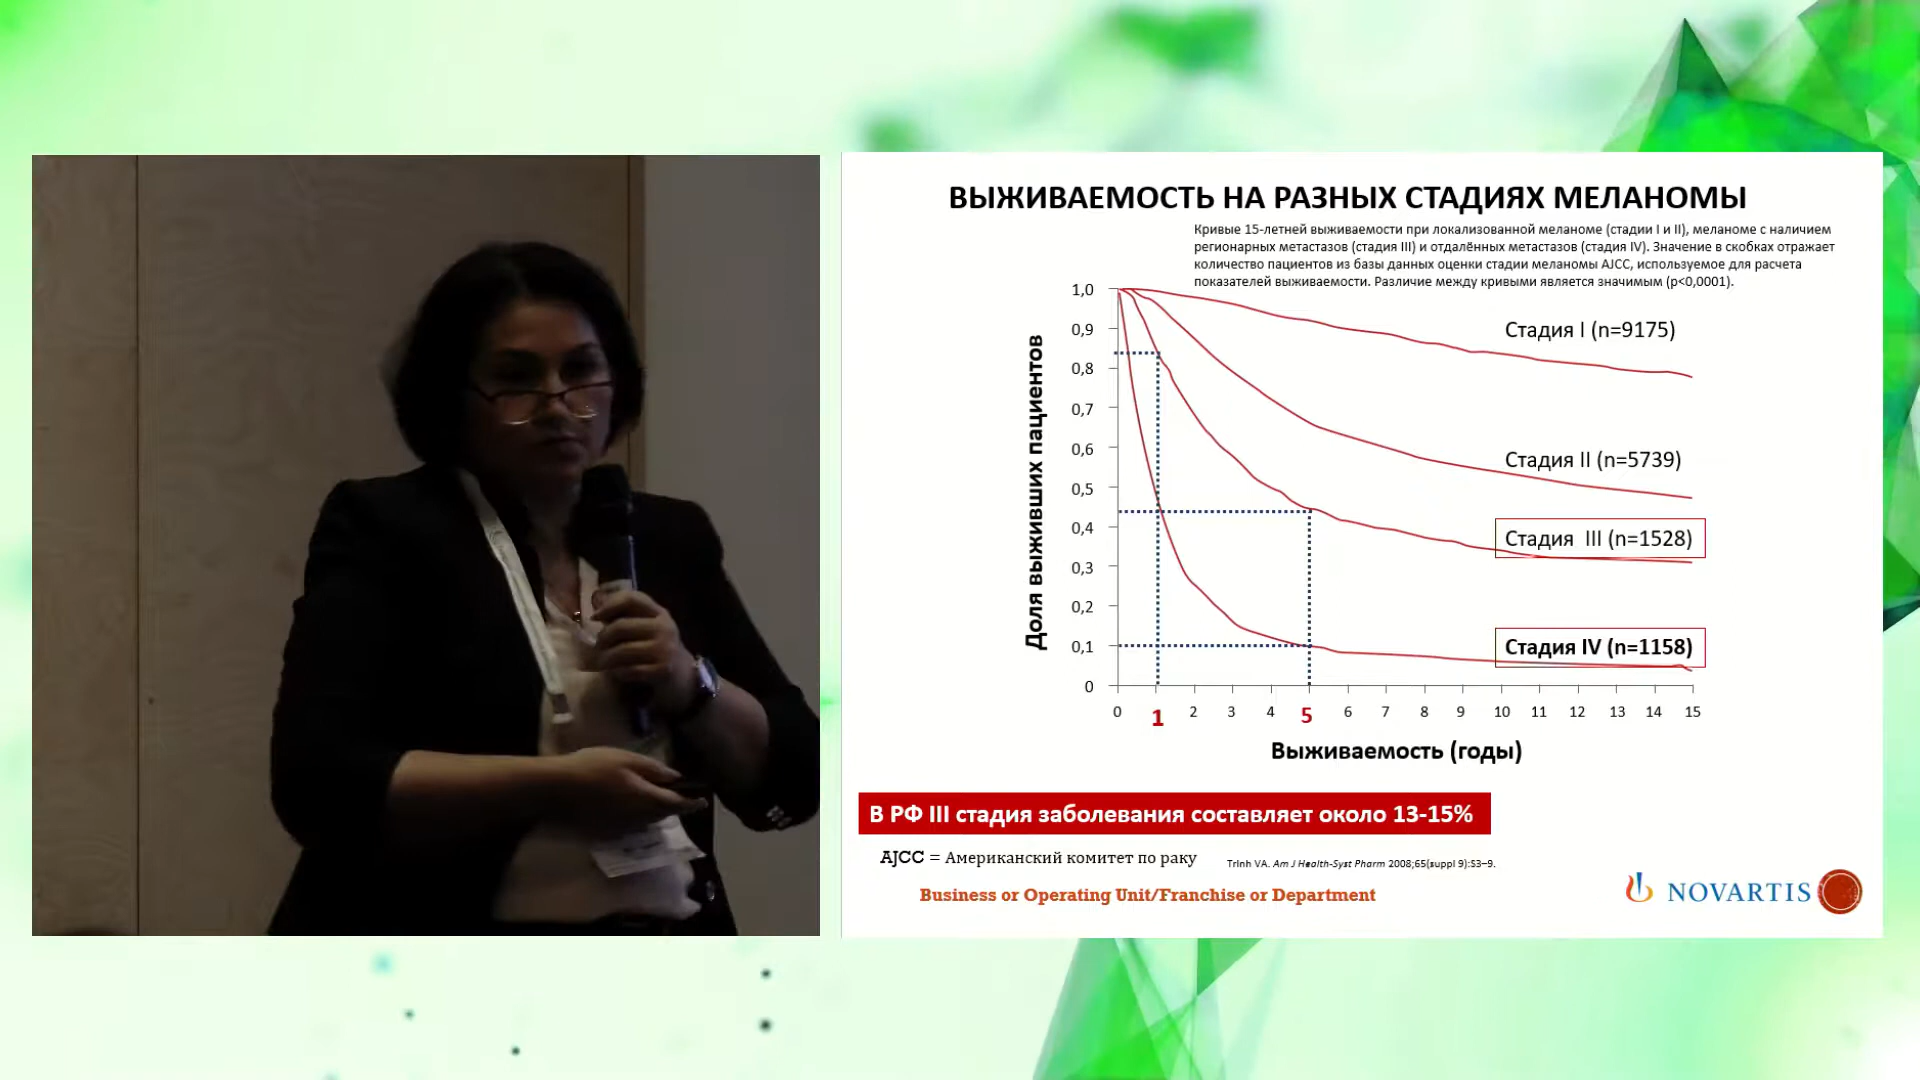 ВЫЖИВАЕМОСТЬ НА РАЗНЫХ СТАДИЯХ МЕЛАНОМЫ
Кривые 15-летней выживаемости при локализованной меланоме (стадии I и II), меланоме с наличием
регионарных метастазов (стадия III) и отдалённых метастазов (стадия IV). Значение в скобках отражает
количество пациентов из базы данных оценки стадии меланомы AJCC, используемое для расчета
показателей выживаемости. Различие между кривыми является значимым (p<0,0001).
Доля выживших пациентов
1,0
0,9
0,8
0,7
0,6
0,5
0,4
0,3
0,2
0,1
0
Стадия I (n=9175)
Стадия II (n=5739)
Стадия III (n=1528)
Стадия IV (n=1158)
0 1 2 3 4 5 6 7 8 9 10 11 12 13 14 15
Выживаемость (годы)
В РФ III стадия заболевания составляет около 13-15%
AJCC = Американский комитет по раку
Trinh VA. Am J Health-Syst Pharm 2008;65(suppl 9):S3–9.
Business or Operating Unit/Franchise or Department
NOVARTIS